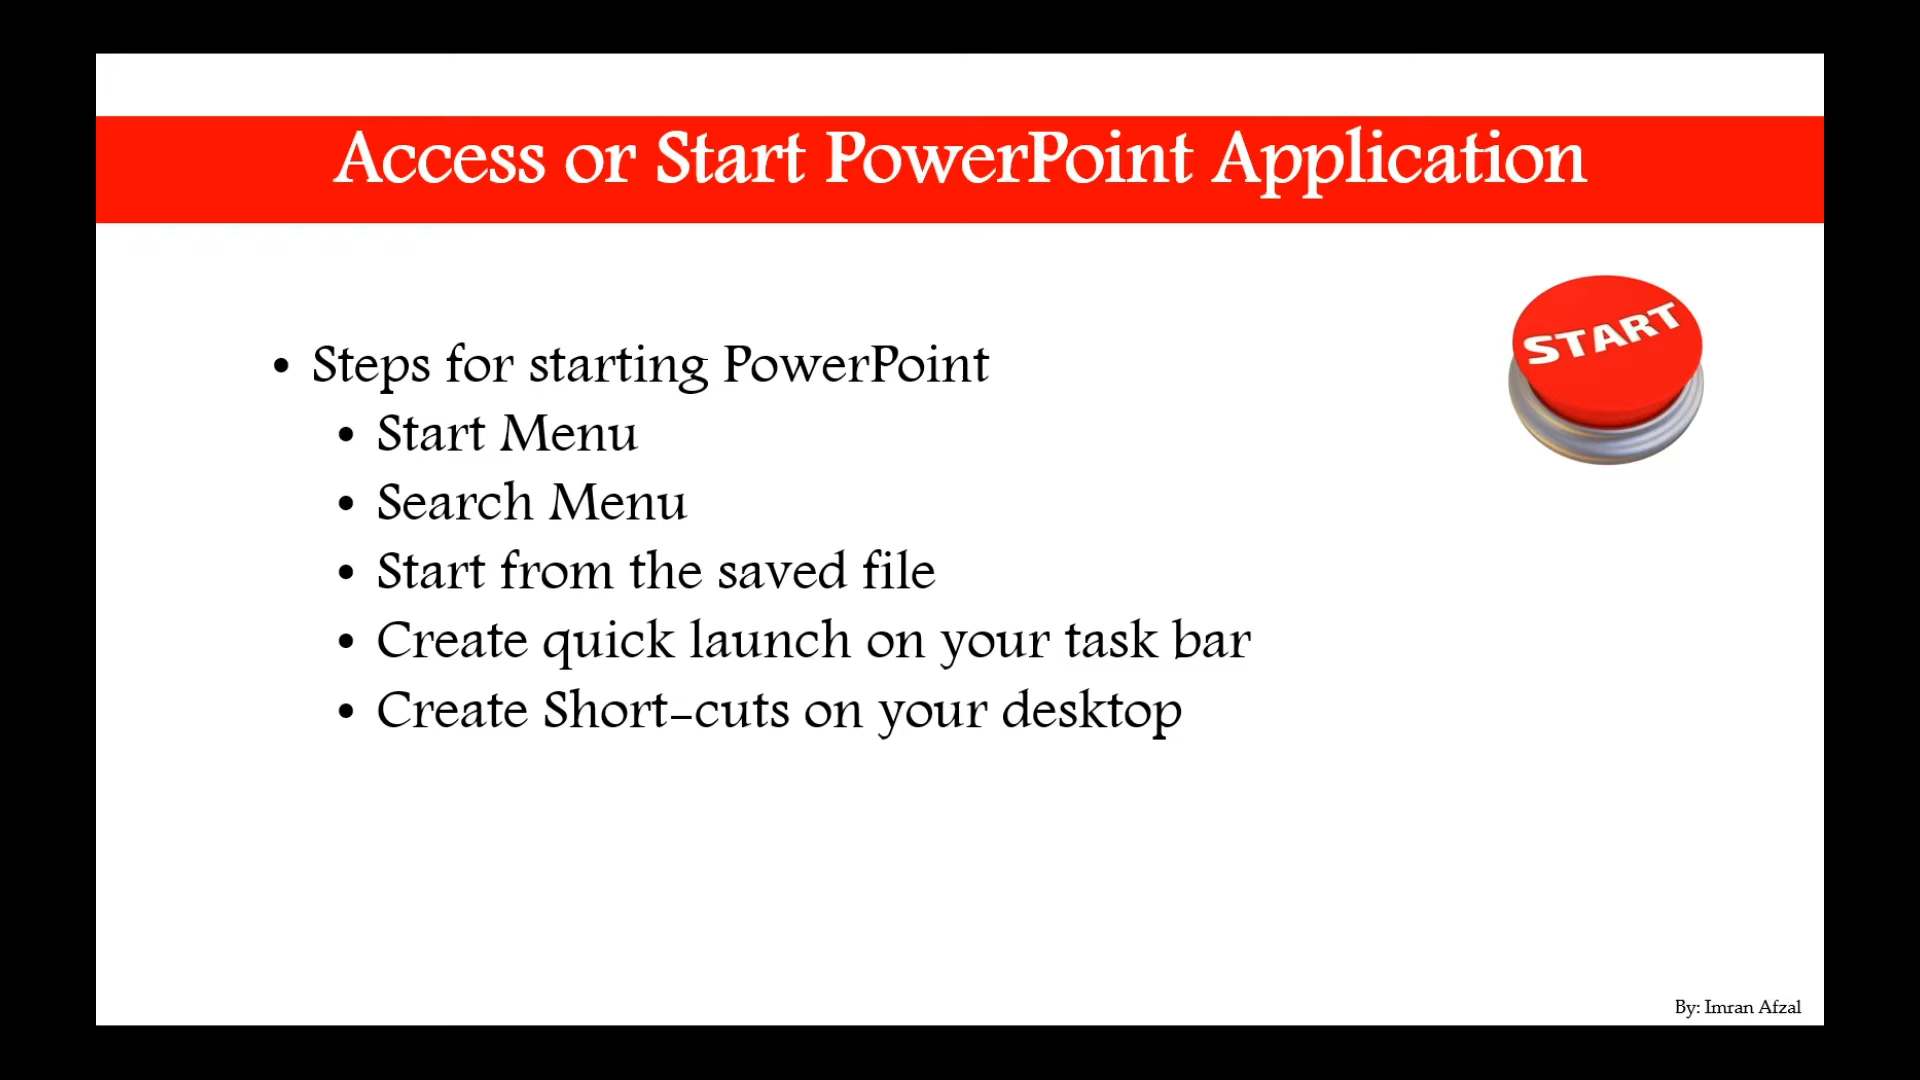 Access or Start PowerPoint Application
START
• Steps for starting PowerPoint
• Start Menu
• Search Menu
• Start from the saved file
• Create quick launch on your task bar
• Create Short-cuts on your desktop
By: Imran Afzal